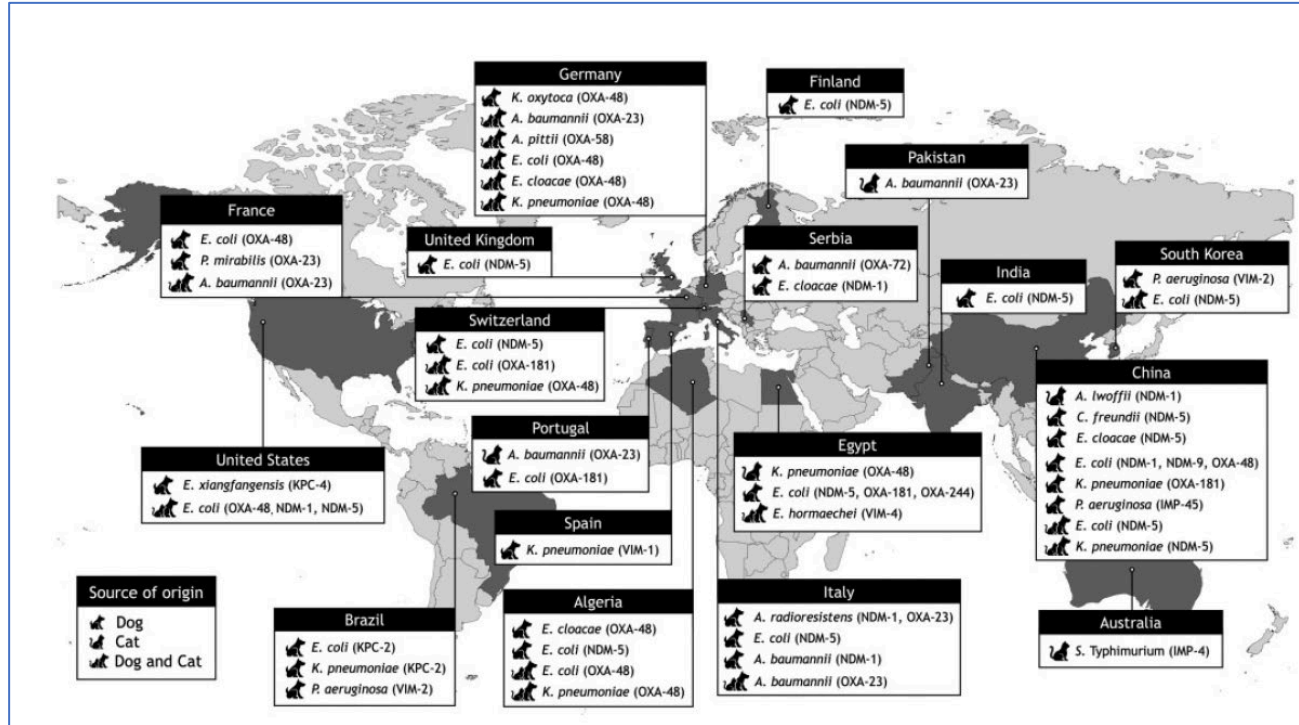 Germany
K. oxytoca (OXA-48)
A. baumannii (OXA-23)
A. pittii (OXA-58)
E. coli (OXA-48)
E. cloacae (OXA-48)
K. pneumoniae (OXA-48)
Finland
E. coli (NDM-5)
Pakistan
A. baumannii (OXA-23)
France
E. coli (OXA-48)
P. mirabilis (OXA-23)
A. baumannii (OXA-23)
United Kingdom
E. coli (NDM-5)
Serbia
A. baumannii (OXA-72)
E. cloacae (NDM-1)
India
E. coli (NDM-5)
South Korea
P. aeruginosa (VIM-2)
E. coli (NDM-5)
Switzerland
E. coli (NDM-5)
E. coli (OXA-181)
K. pneumoniae (OXA-48)
China
A. lwoffii (NDM-1)
C. freundii (NDM-5)
E. cloacae (NDM-5)
E. coli (NDM-1, NDM-9, OXA-48)
K. pneumoniae (OXA-181)
P. aeruginosa (IMP-45)
E. coli (NDM-5)
K. pneumoniae (NDM-5)
United States
E. xiangfangensis (KPC-4)
E. coli (OXA-48, NDM-1, NDM-5)
Portugal
A. baumannii (OXA-23)
E. coli (OXA-181)
Egypt
K. pneumoniae (OXA-48)
E. coli (NDM-5, OXA-181, OXA-244)
E. hormaechei (VIM-4)
Spain
K. pneumoniae (VIM-1)
Source of origin
Dog
Cat
Dog and Cat
Brazil
E. coli (KPC-2)
K. pneumoniae (KPC-2)
P. aeruginosa (VIM-2)
Algeria
E. cloacae (OXA-48)
E. coli (NDM-5)
E. coli (OXA-48)
K. pneumoniae (OXA-48)
Italy
A. radioresistens (NDM-1, OXA-23)
E. coli (NDM-5)
A. baumannii (NDM-1)
A. baumannii (OXA-23)
Australia
S. Typhimurium (IMP-4)